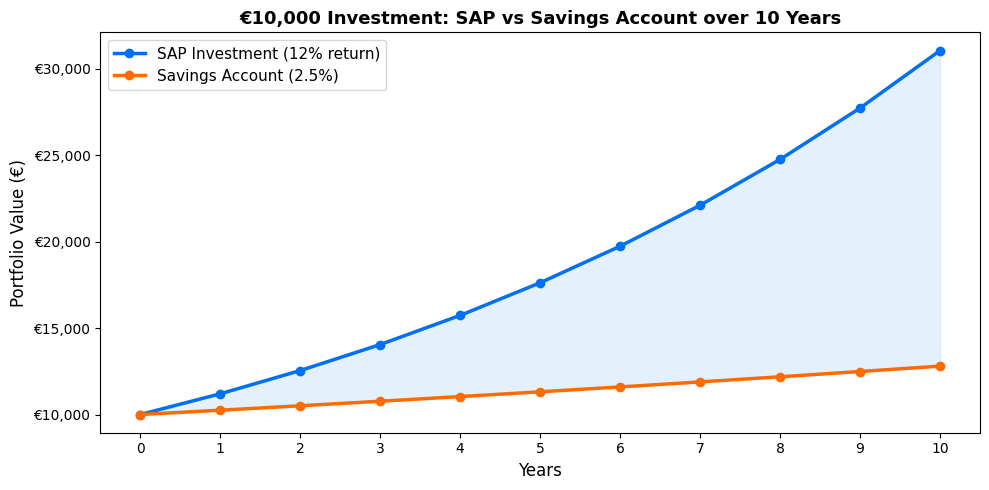 €10,000 Investment: SAP vs Savings Account over 10 Years
SAP Investment (12% return)
Savings Account (2.5%)
Portfolio Value (€)
€30,000
€25,000
€20,000
€15,000
€10,000
0 1 2 3 4 5 6 7 8 9 10
Years